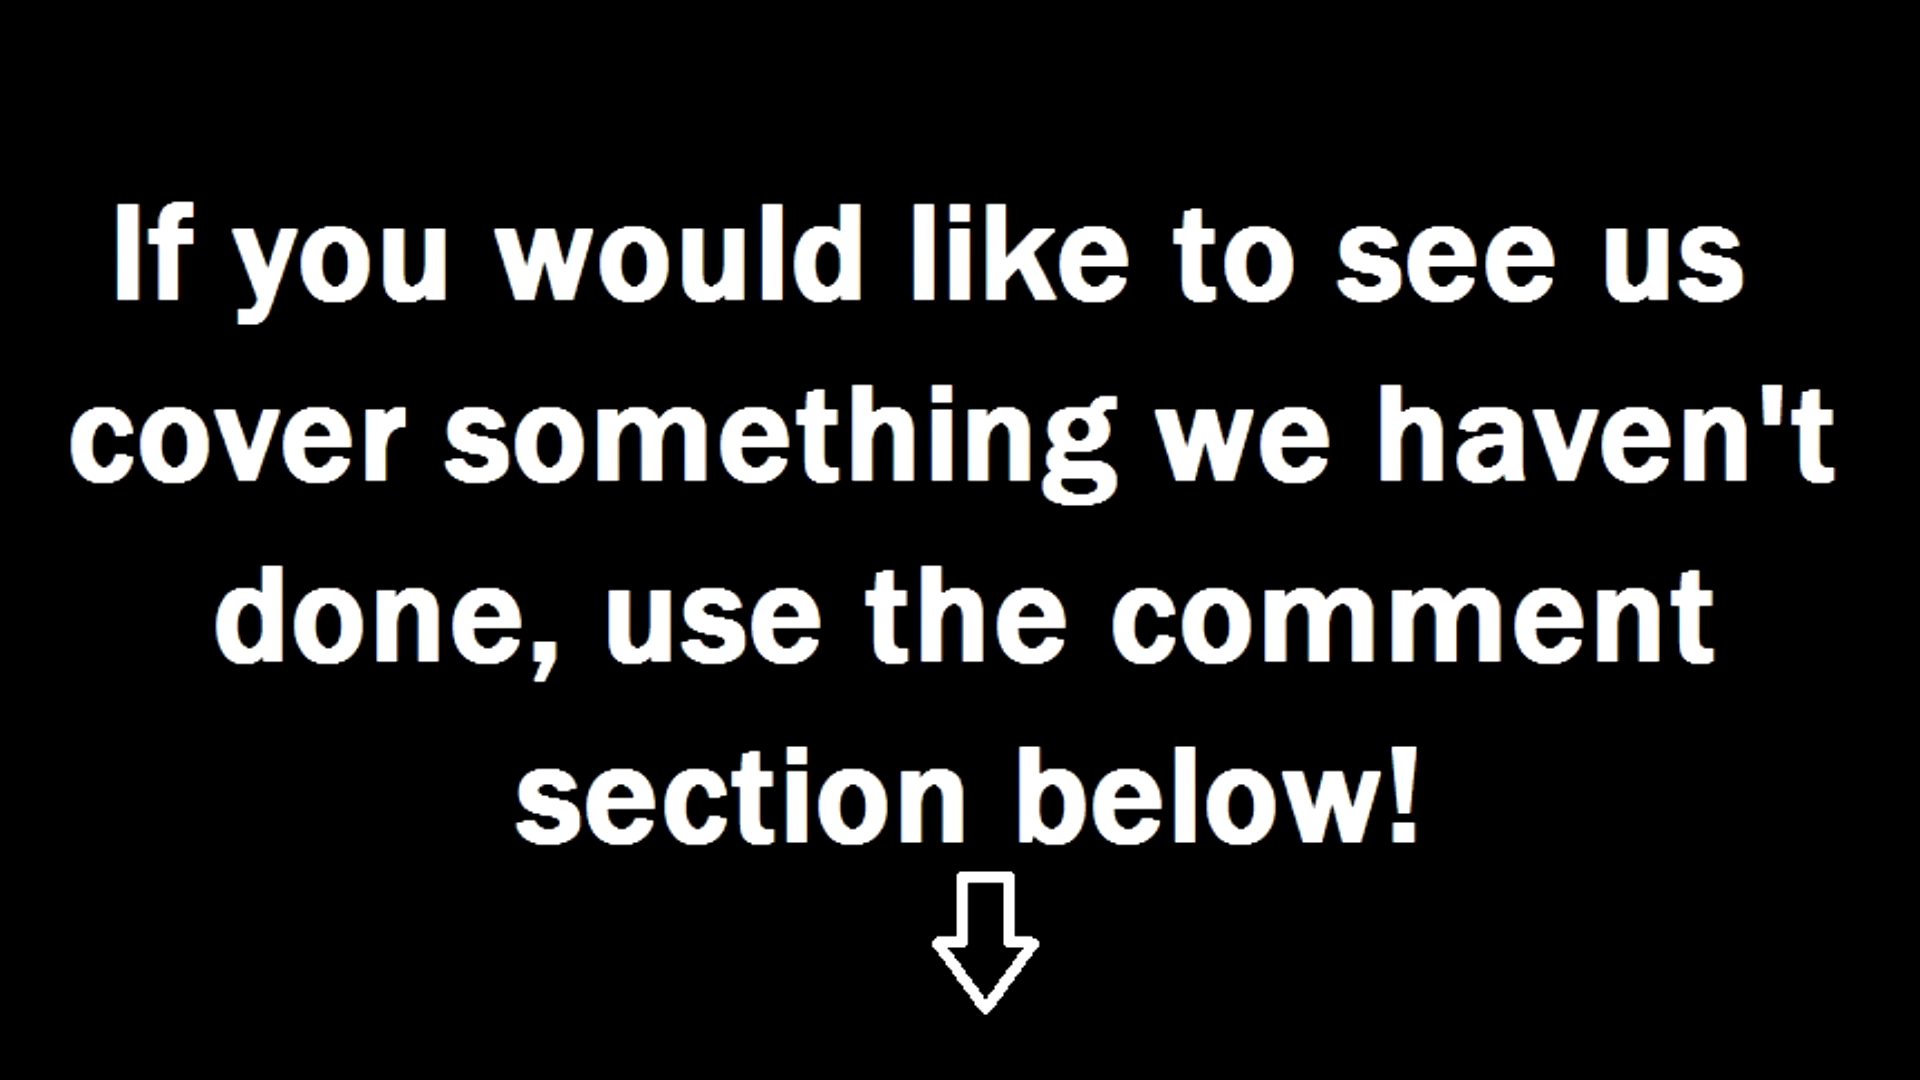 If you would like to see us
cover something we haven't
done, use the comment
section below!